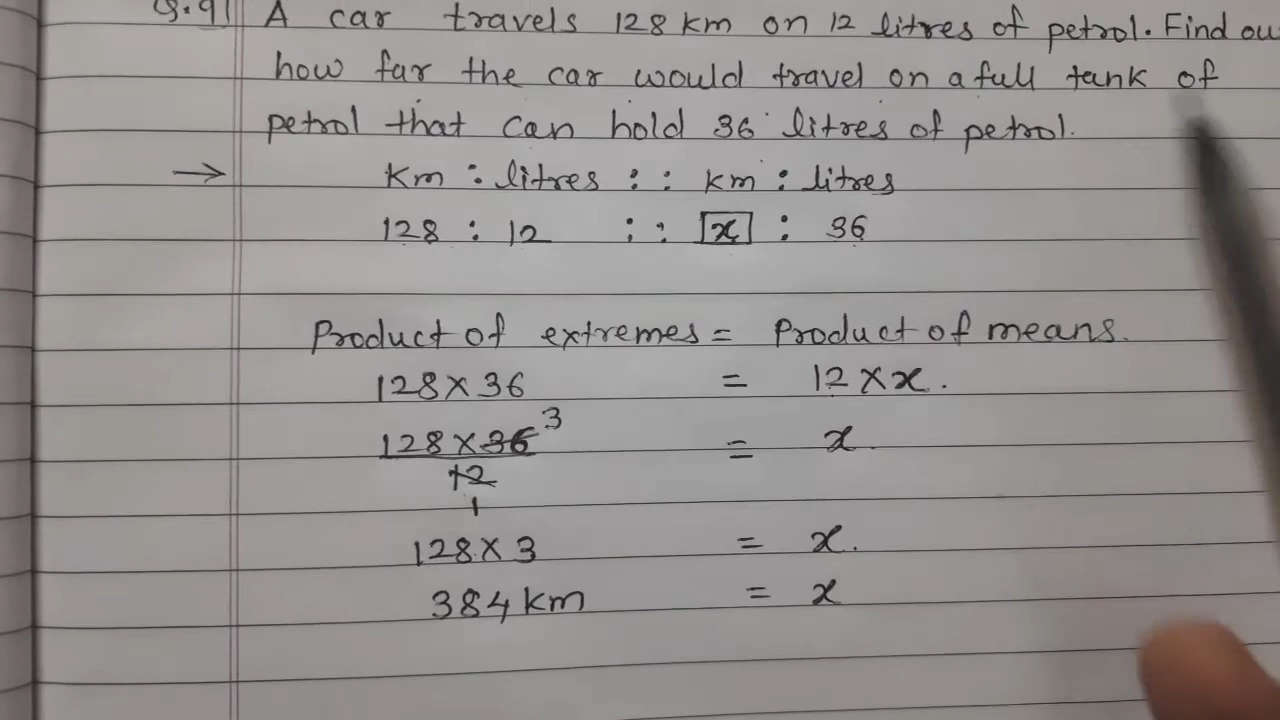 A car travels 128 km on 12 litres of petrol. Find
how far the car would travel on a full tank of
petrol that can hold 36 litres of petrol.
→ Km : litres : : km : litres
128 : 12 : : x : 36
Product of extremes = Product of means.
128 × 36 = 12 × x.
128 × 36 3 = x.
12
1
128 × 3 = x.
384 km = x